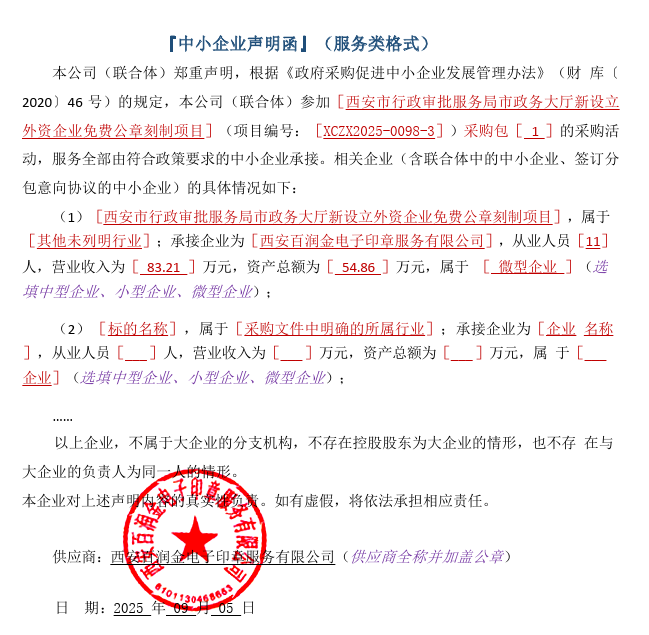 『中小企业声明函』（服务类格式）
本公司（联合体）郑重声明，根据《政府采购促进中小企业发展管理办法》（财 库〔
2020〕46 号）的规定，本公司（联合体）参加［西安市行政审批服务局市政务大厅新设立
外资企业免费公章刻制项目］（项目编号：［XCZX2025-0098-3］）采购包［ 1 ］的采购活
动，服务全部由符合政策要求的中小企业承接。相关企业（含联合体中的中小企业、签订分
包意向协议的中小企业）的具体情况如下：
（1）［西安市行政审批服务局市政务大厅新设立外资企业免费公章刻制项目］，属于
［其他未列明行业］；承接企业为［西安百润金电子印章服务有限公司］，从业人员［11］
人，营业收入为［ 83.21 ］万元，资产总额为［ 54.86 ］万元，属于 ［ 微型企业 ］（选
填中型企业、小型企业、微型企业）；
（2）［标的名称］，属于［采购文件中明确的所属行业］；承接企业为［企业 名称
］，从业人员［___］人，营业收入为［___］万元，资产总额为［___］万元，属 于［___
企业］（选填中型企业、小型企业、微型企业）；
……
以上企业，不属于大企业的分支机构，不存在控股股东为大企业的情形，也不存 在与
大企业的负责人为同一人的情形。
本企业对上述声明内容的真实性负责。如有虚假，将依法承担相应责任。
供应商：西安百润金电子印章服务有限公司（供应商全称并加盖公章）
日 期：2025 年 09 月 05 日
西安百润金电子印章服务有限公司
6101130468663